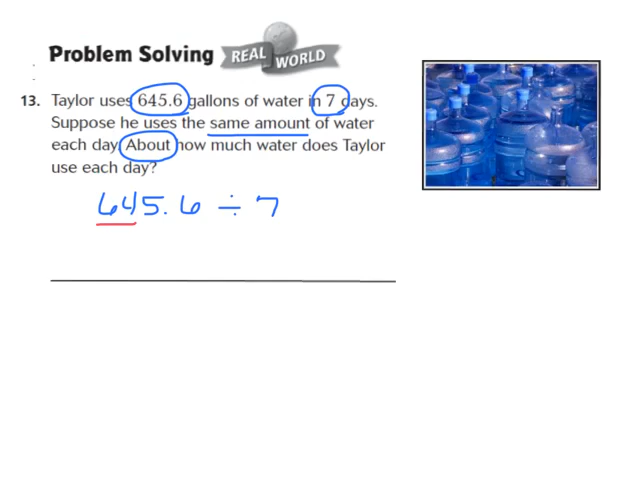 Problem Solving REAL WORLD
13. Taylor uses 645.6 gallons of water in 7 days.
Suppose he uses the same amount of water
each day. About how much water does Taylor
use each day?
645.6 ÷ 7